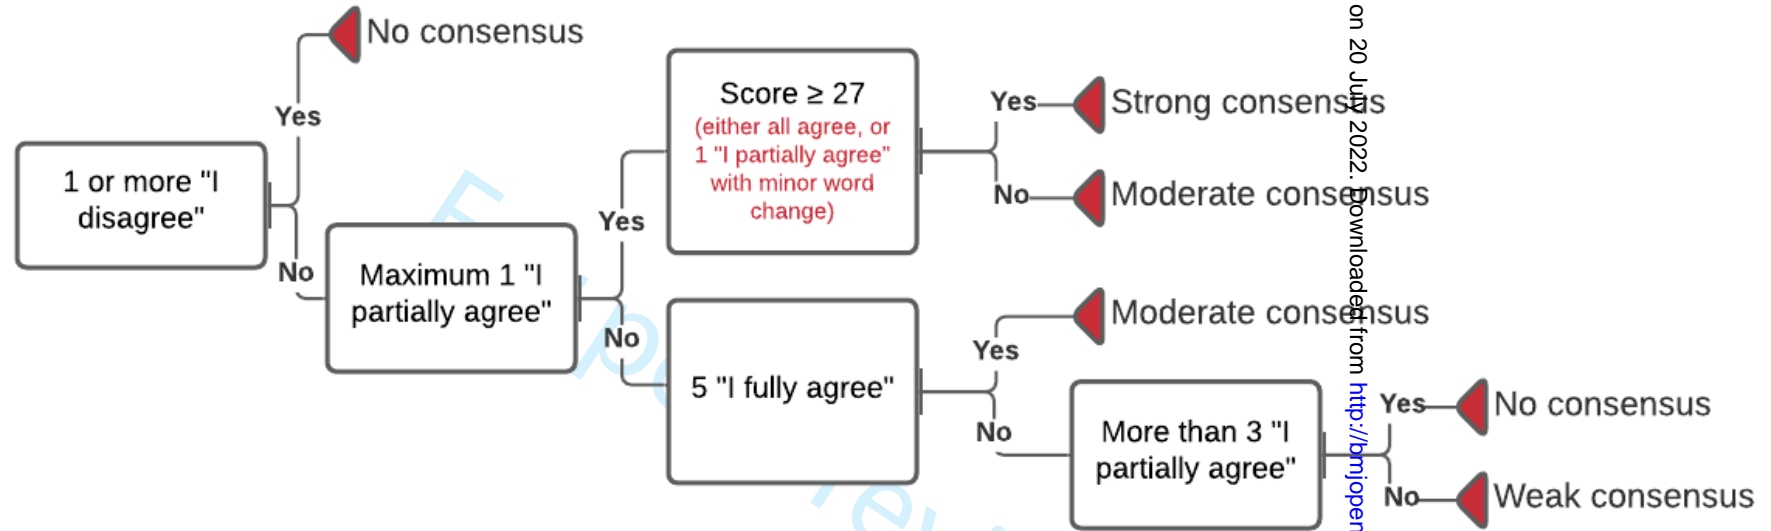 No consensus
Yes
1 or more "I
disagree"
No
Maximum 1 "I
partially agree"
Yes
No
Score ≥ 27
(either all agree, or
1 "I partially agree"
with minor word
change)
Yes
Strong consensus
No
Moderate consensus
5 "I fully agree"
Yes
Moderate consensus
No
More than 3 "I
partially agree"
Yes
No consensus
No
Weak consensus
on 20 July 2022. Downloaded from http://bmjopen